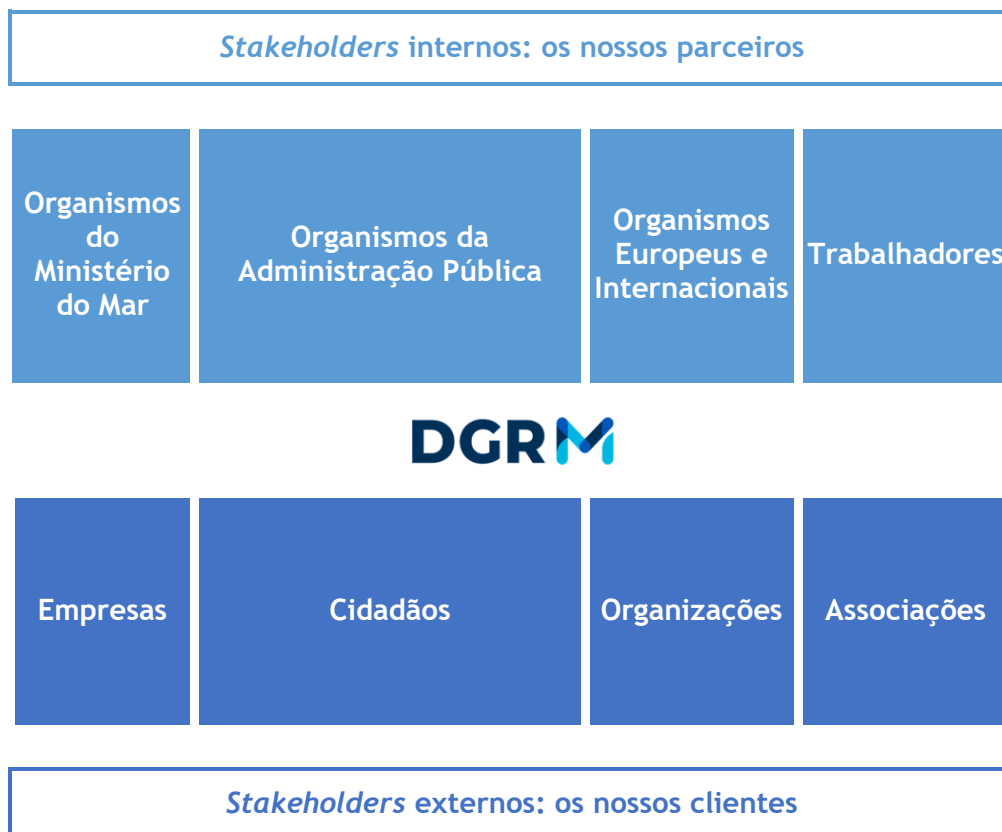 Stakeholders internos: os nossos parceiros
Organismos
do
Ministério
do Mar
Organismos da
Administração Pública
Organismos
Europeus e
Internacionais
Trabalhadores
DGRM
Empresas
Cidadãos
Organizações
Associações
Stakeholders externos: os nossos clientes